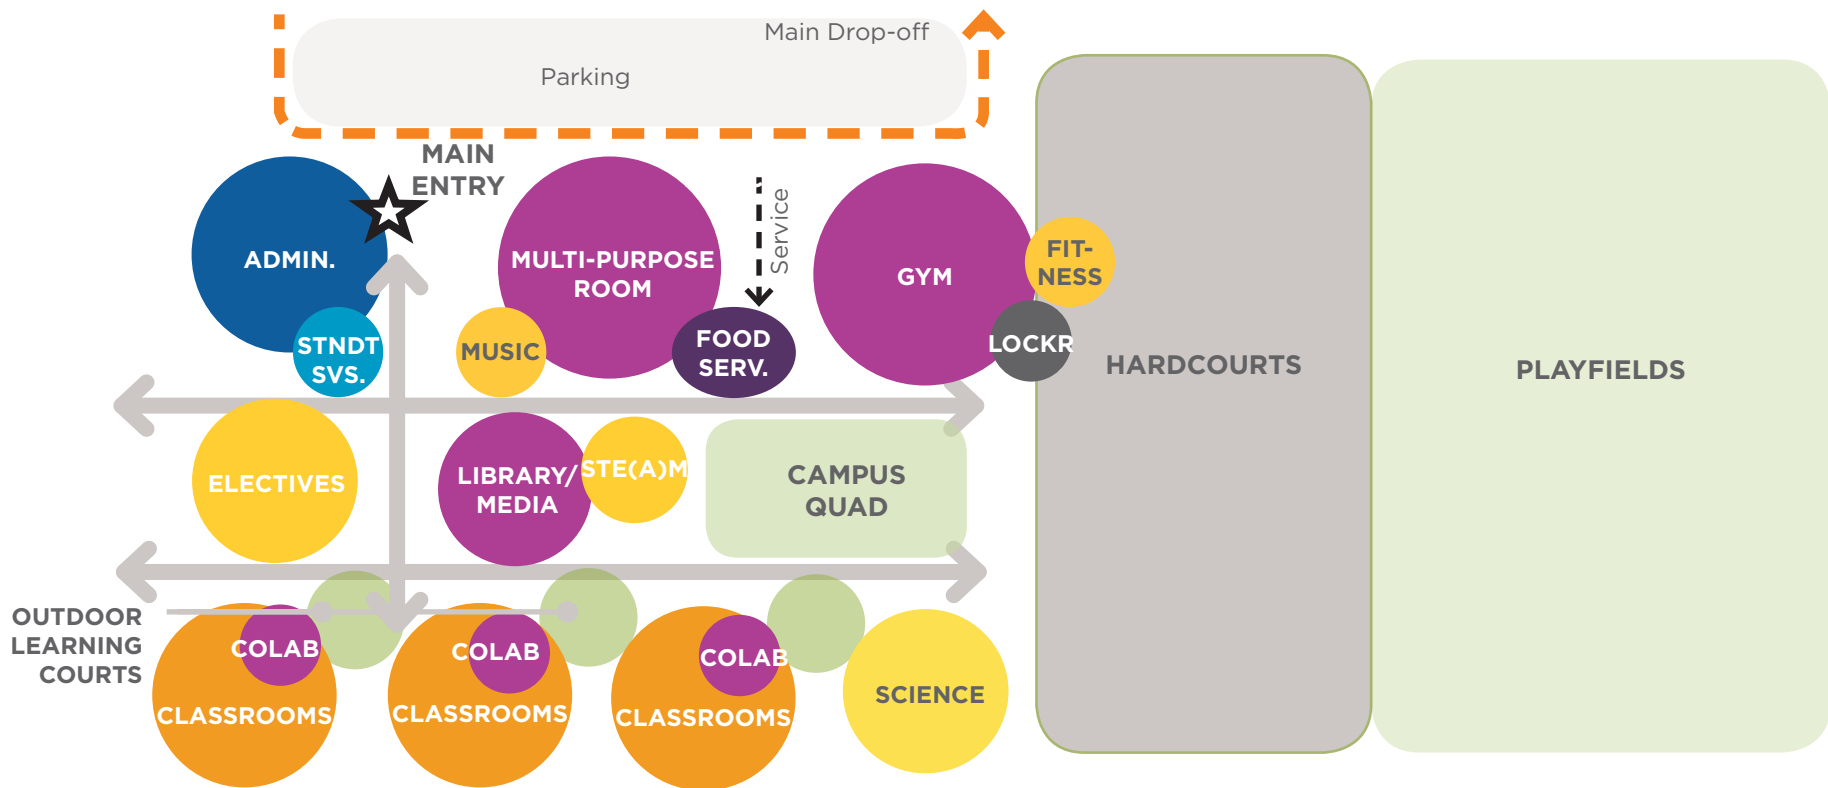 Main Drop-off
Parking
MAIN
ENTRY
ADMIN.
MULTI-PURPOSE
ROOM
Service
GYM
FIT-
NESS
STNDT
SVS.
MUSIC
FOOD
SERV.
LOCKR
HARDCOURTS
PLAYFIELDS
ELECTIVES
LIBRARY/
MEDIA
STE(A)M
CAMPUS
QUAD
OUTDOOR
LEARNING
COURTS
COLAB
CLASSROOMS
COLAB
CLASSROOMS
COLAB
CLASSROOMS
SCIENCE